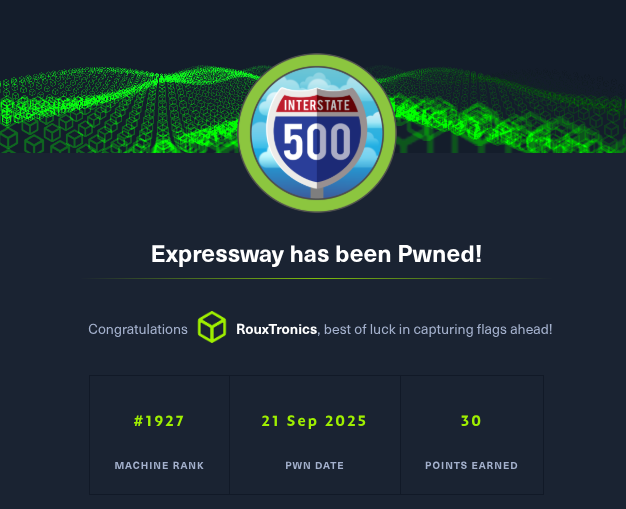 INTERSTATE
500
Expressway has been Pwned!
Congratulations RouxTronics, best of luck in capturing flags ahead!
#1927 21 Sep 2025 30
MACHINE RANK PWN DATE POINTS EARNED